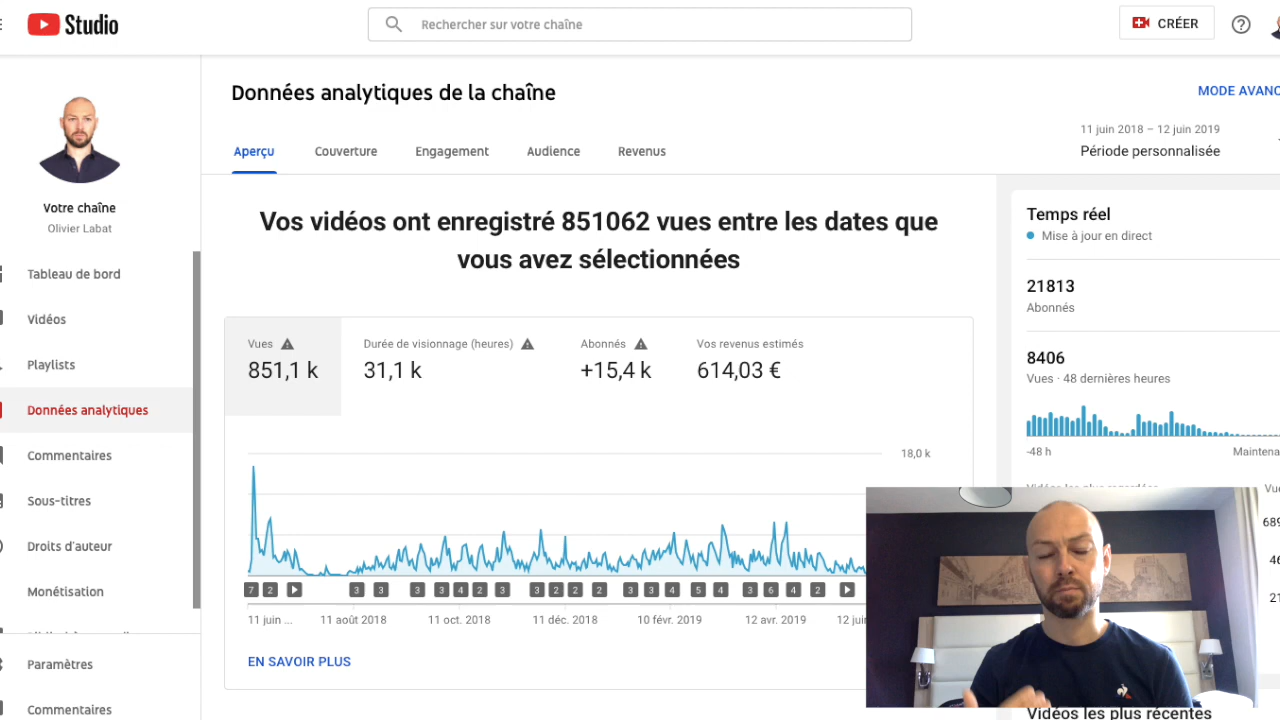 Studio
Rechercher sur votre chaîne
CRÉER
Votre chaîne
Olivier Labat
Tableau de bord
Vidéos
Playlists
Données analytiques
Commentaires
Sous-titres
Droits d'auteur
Monétisation
Paramètres
Commentaires
Données analytiques de la chaîne
MODE AVANC
Aperçu
Couverture
Engagement
Audience
Revenus
11 juin 2018 – 12 juin 2019
Période personnalisée
Vos vidéos ont enregistré 851062 vues entre les dates que
vous avez sélectionnées
Vues
851,1 k
Durée de visionnage (heures)
31,1 k
Abonnés
+15,4 k
Vos revenus estimés
614,03 €
18,0 k
7 2 3 3 3 3 4 2 3 3 2 2 2 3 3 4 5 4 3 6 4 2
11 juin ... 11 août 2018 11 oct. 2018 11 déc. 2018 10 févr. 2019 12 avr. 2019 12 juin
EN SAVOIR PLUS
Temps réel
Mise à jour en direct
21813
Abonnés
8406
Vues · 48 dernières heures
-48 h Maintena
Vidéos les plus récentes